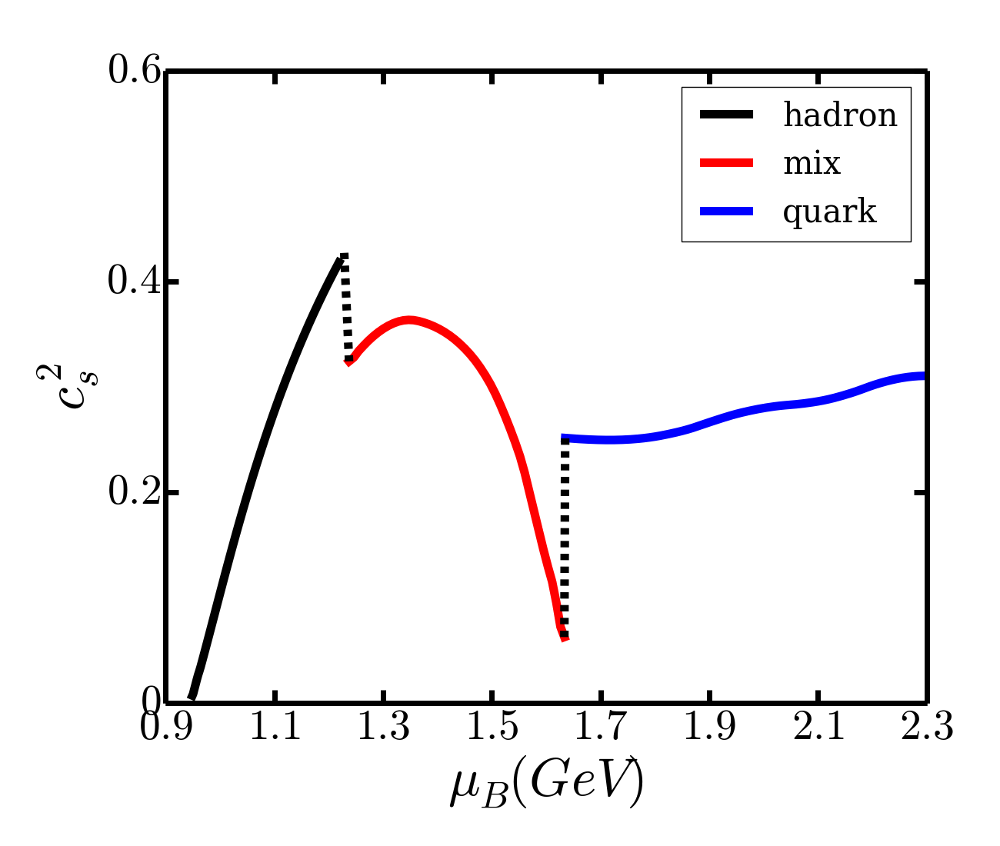 0.6
0.4
0.2
0
c_s^2
hadron
mix
quark
0.9 1.1 1.3 1.5 1.7 1.9 2.1 2.3
μ_B(GeV)